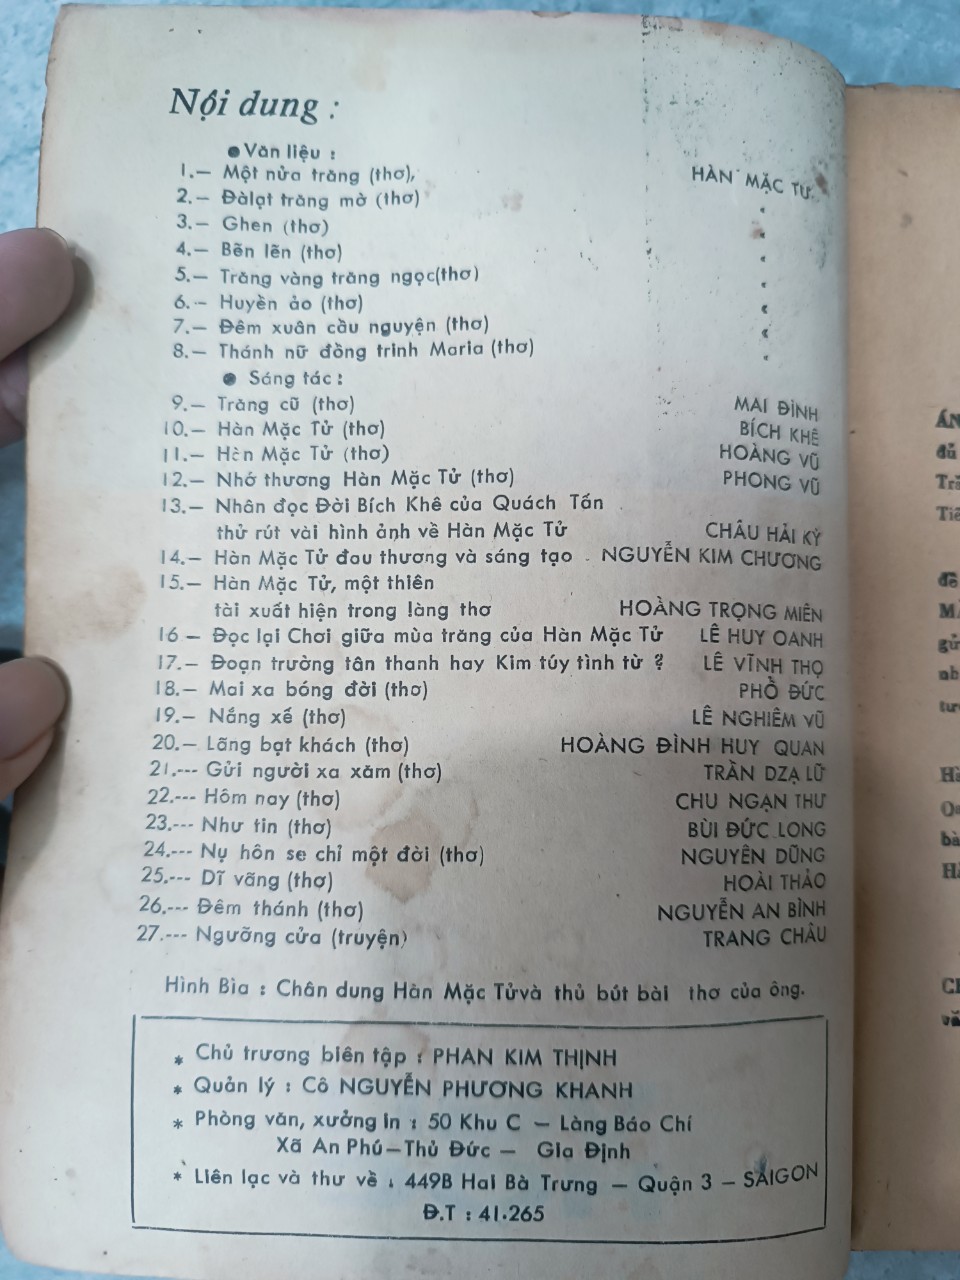 Nội dung :
● Văn liệu :
1.— Một nửa trăng (thơ), HÀN MẶC TỬ
2.— Đàlạt trăng mờ (thơ) "
3.— Ghen (thơ) "
4.— Bẽn lẽn (thơ) "
5.— Trăng vàng trăng ngọc(thơ) "
6.— Huyền ảo (thơ) "
7.— Đêm xuân cầu nguyện (thơ) "
8.— Thánh nữ đồng trinh Maria (thơ) "
● Sáng tác :
9.— Trăng cũ (thơ) MAI ĐÌNH
10.— Hàn Mặc Tử (thơ) BÍCH KHÊ
11.— Hàn Mặc Tử (thơ) HOÀNG VŨ
12.— Nhớ thương Hàn Mặc Tử (thơ) PHONG VŨ
13.— Nhân đọc Đời Bích Khê của Quách Tấn
thử rút vài hình ảnh về Hàn Mặc Tử CHÂU HẢI KỲ
14.— Hàn Mặc Tử đau thương và sáng tạo . NGUYỄN KIM CHƯƠNG
15.— Hàn Mặc Tử, một thiên
tài xuất hiện trong làng thơ HOÀNG TRỌNG MIÊN
16 — Đọc lại Chơi giữa mùa trăng của Hàn Mặc Tử LÊ HUY OANH
17.— Đoạn trường tân thanh hay Kim túy tình từ ? LÊ VĨNH THỌ
18.— Mai xa bóng đời (thơ) PHỔ ĐỨC
19.— Nắng xế (thơ) LÊ NGHIÊM VŨ
20.— Lãng bạt khách (thơ) HOÀNG ĐÌNH HUY QUAN
21.--- Gửi người xa xăm (thơ) TRẦN DZẠ LỮ
22.--- Hôm nay (thơ) CHU NGẠN THƯ
23.--- Như tin (thơ) BÙI ĐỨC LONG
24.--- Nụ hôn se chỉ một đời (thơ) NGUYÊN DŨNG
25.--- Dĩ vãng (thơ) HOÀI THẢO
26.--- Đêm thánh (thơ) NGUYỄN AN BÌNH
27.--- Ngưỡng cửa (truyện) TRANG CHÂU
Hình Bìa : Chân dung Hàn Mặc Tử và thủ bút bài thơ của ông.
* Chủ trương biên tập : PHAN KIM THỊNH
* Quản lý : Cô NGUYỄN PHƯƠNG KHANH
* Phòng văn, xưởng in : 50 Khu C — Làng Báo Chí
Xã An Phú—Thủ Đức — Gia Định
* Liên lạc và thư về : 449B Hai Bà Trưng — Quận 3 — SÀIGON
Đ.T : 41.265